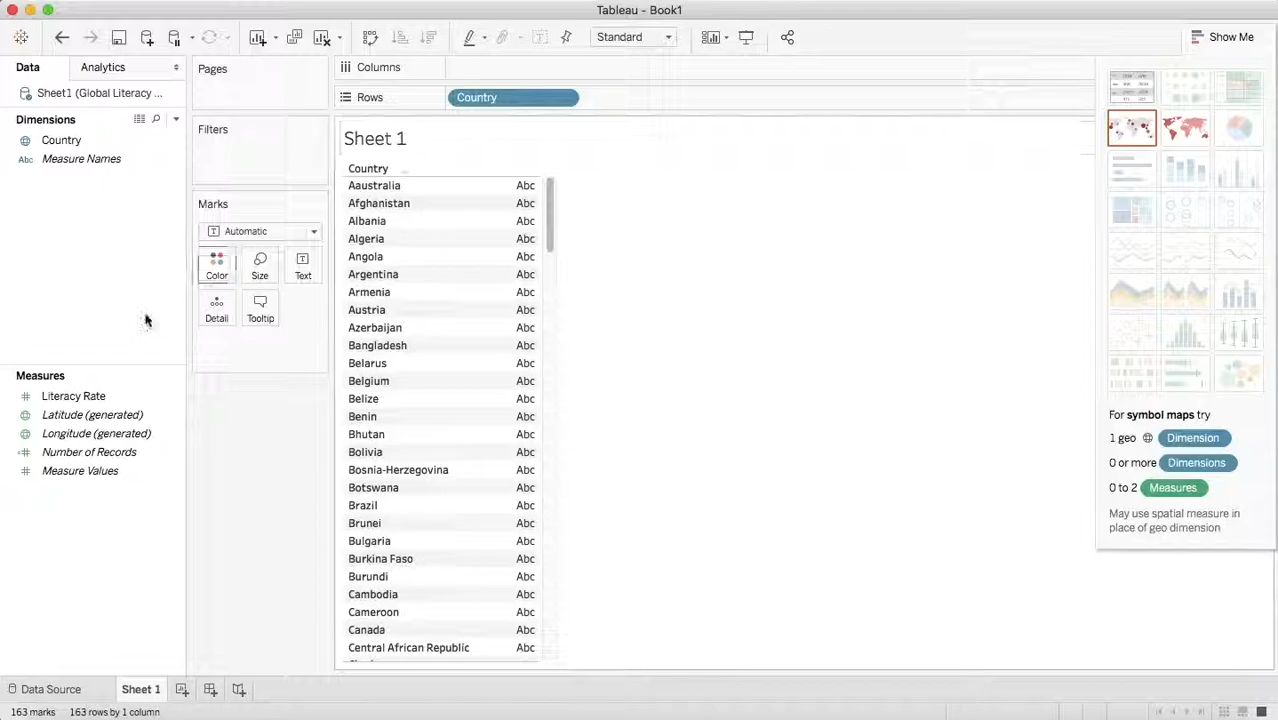 Tableau - Book1
Standard
Show Me
Data
Analytics
Sheet1 (Global Literacy ...
Dimensions
Country
Abc Measure Names
Measures
Literacy Rate
Latitude (generated)
Longitude (generated)
Number of Records
Measure Values
Pages
Filters
Marks
Automatic
Color
Size
Text
Detail
Tooltip
Columns
Rows
Country
Sheet 1
Country
Aaustralia Abc
Afghanistan Abc
Albania Abc
Algeria Abc
Angola Abc
Argentina Abc
Armenia Abc
Austria Abc
Azerbaijan Abc
Bangladesh Abc
Belarus Abc
Belgium Abc
Belize Abc
Benin Abc
Bhutan Abc
Bolivia Abc
Bosnia-Herzegovina Abc
Botswana Abc
Brazil Abc
Brunei Abc
Bulgaria Abc
Burkina Faso Abc
Burundi Abc
Cambodia Abc
Cameroon Abc
Canada Abc
Central African Republic Abc
For symbol maps try
1 geo Dimension
0 or more Dimensions
0 to 2 Measures
May use spatial measure in
place of geo dimension
Data Source
Sheet 1
163 marks 163 rows by 1 column